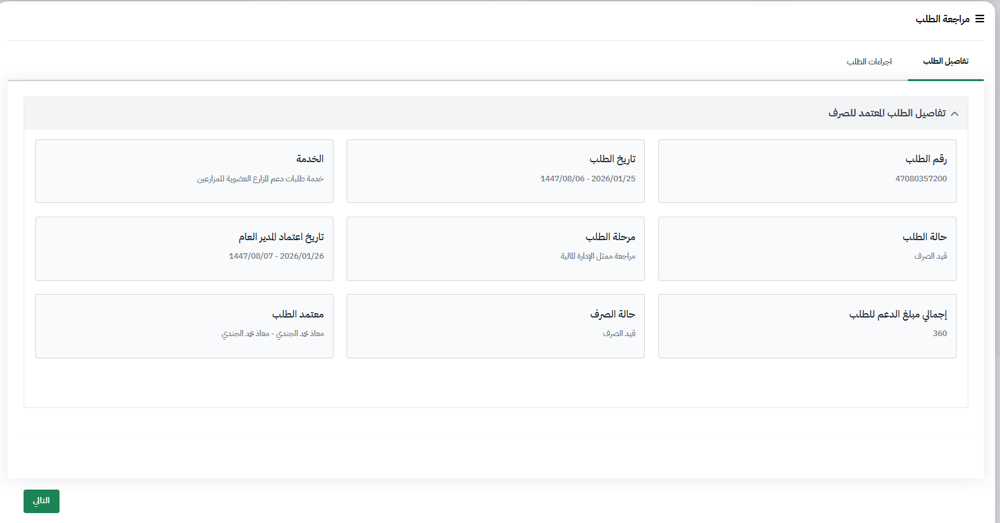 مراجعة الطلب
تفاصيل الطلب
اجراءات الطلب
تفاصيل الطلب المعتمد للصرف
رقم الطلب
47080357200
تاريخ الطلب
2026/01/25 - 1447/08/06
الخدمة
خدمة طلبات دعم المزارع العضوية للمزارعين
حالة الطلب
قيد الصرف
مرحلة الطلب
مراجعة ممثل الإدارة المالية
تاريخ اعتماد المدير العام
2026/01/26 - 1447/08/07
إجمالي مبلغ الدعم للطلب
360
حالة الصرف
قيد الصرف
معتمد الطلب
معاذ محمد الجندي - معاذ محمد الجندي
التالي